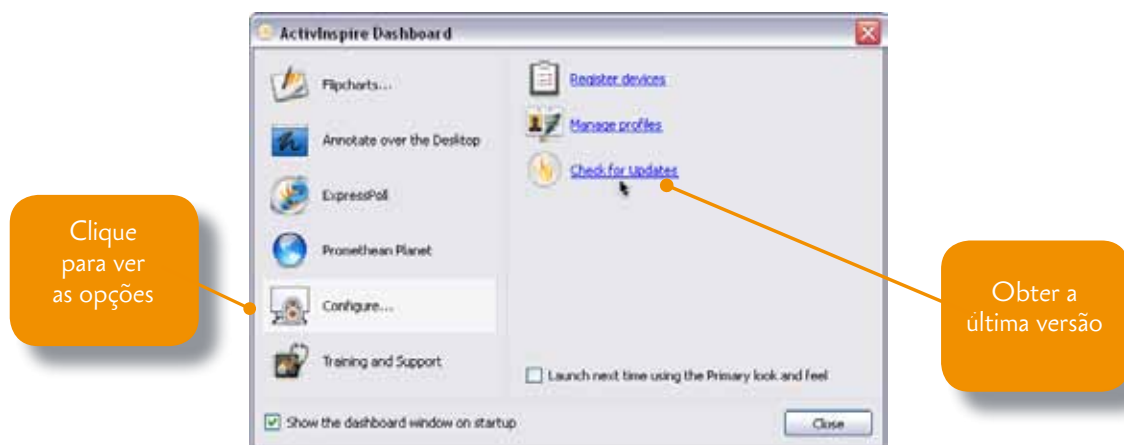 ActivInspire Dashboard
Flipcharts...
Annotate over the Desktop
ExpressPoll
Promethean Planet
Configure...
Training and Support
Register devices
Manage profiles
Check for Updates
Launch next time using the Primary look and feel
Show the dashboard window on startup
Close
Clique
para ver
as opções
Obter a
última versão